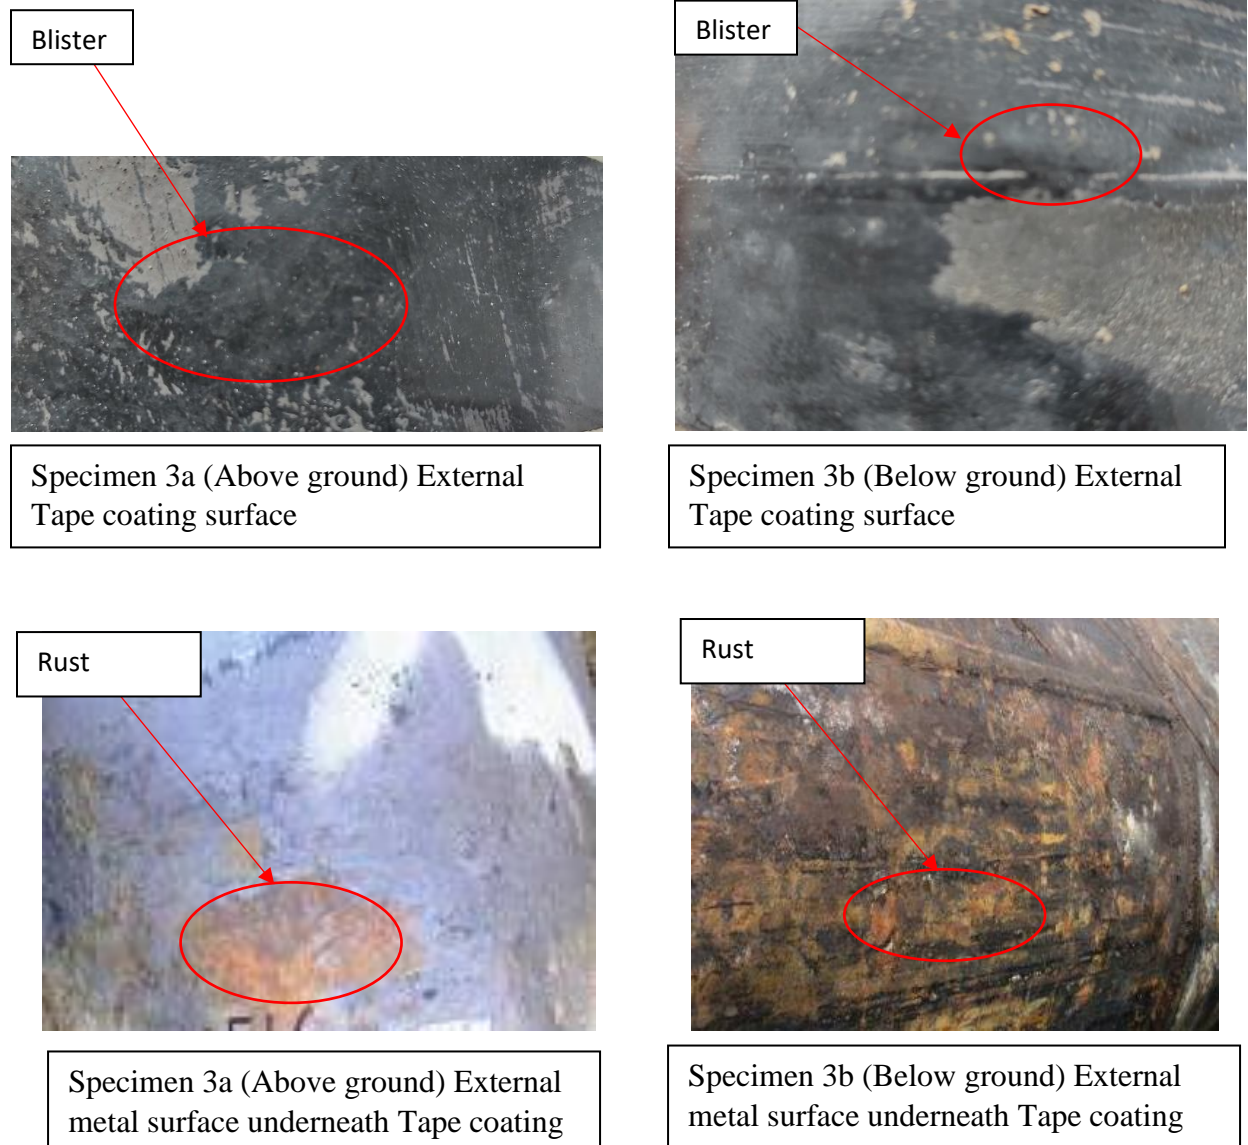 Blister
Blister
Specimen 3a (Above ground) External
Tape coating surface
Specimen 3b (Below ground) External
Tape coating surface
Rust
Rust
Specimen 3a (Above ground) External
metal surface underneath Tape coating
Specimen 3b (Below ground) External
metal surface underneath Tape coating